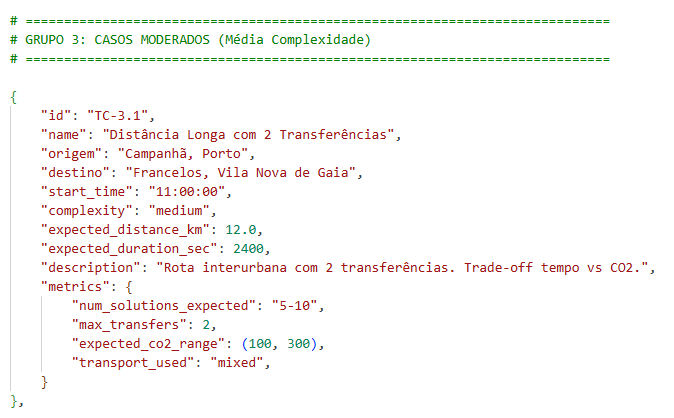 # ===========================================================================
# GRUPO 3: CASOS MODERADOS (Média Complexidade)
# ===========================================================================
{
"id": "TC-3.1",
"name": "Distância Longa com 2 Transferências",
"origem": "Campanhã, Porto",
"destino": "Francelos, Vila Nova de Gaia",
"start_time": "11:00:00",
"complexity": "medium",
"expected_distance_km": 12.0,
"expected_duration_sec": 2400,
"description": "Rota interurbana com 2 transferências. Trade-off tempo vs CO2.",
"metrics": {
"num_solutions_expected": "5-10",
"max_transfers": 2,
"expected_co2_range": (100, 300),
"transport_used": "mixed",
}
},